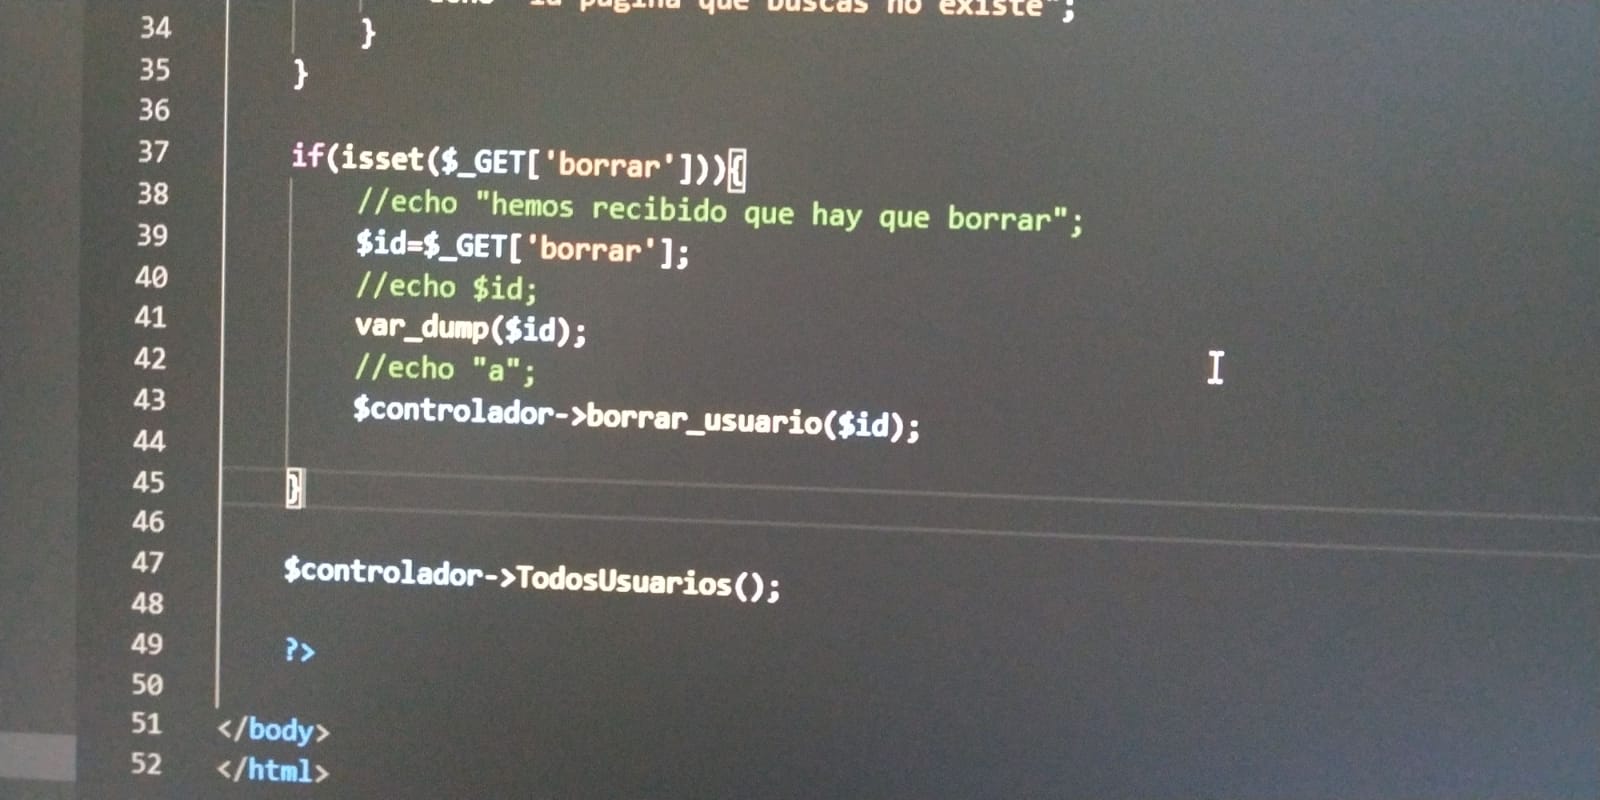 la pagina que buscas no existe";
34 }
35 }
36
37 if(isset($_GET['borrar'])){
38 //echo "hemos recibido que hay que borrar";
39 $id=$_GET['borrar'];
40 //echo $id;
41 var_dump($id);
42 //echo "a";
43 $controlador->borrar_usuario($id);
44
45 }
46
47 $controlador->TodosUsuarios();
48
49 ?>
50
51 </body>
52 </html>